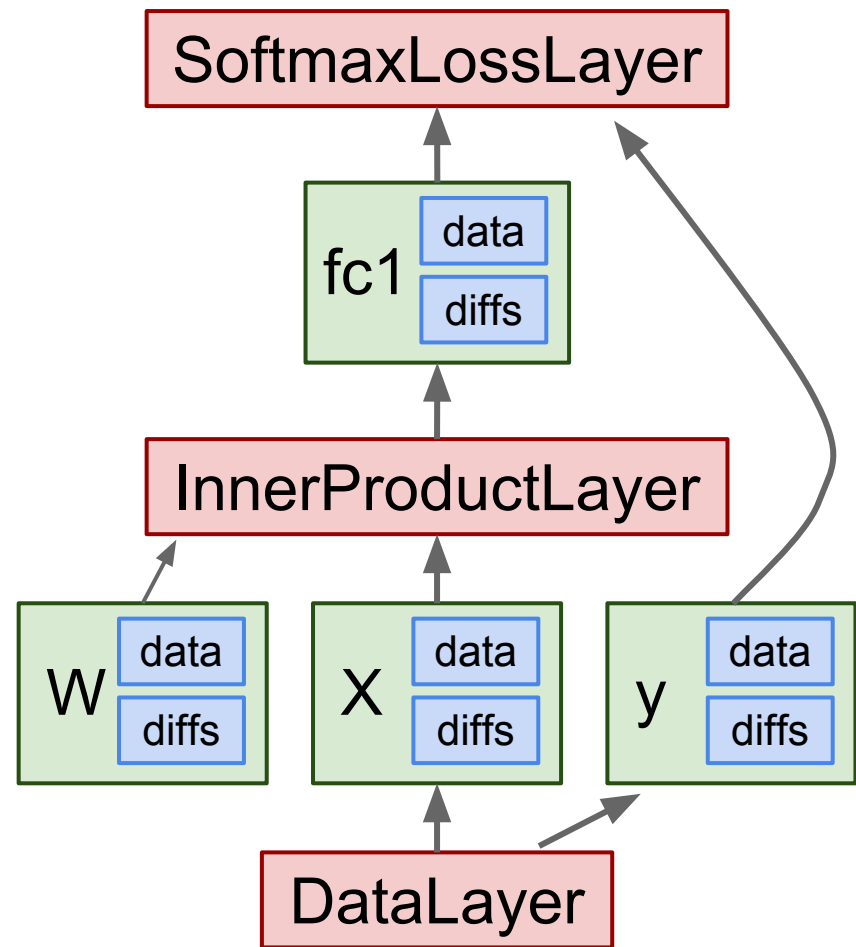 SoftmaxLossLayer
fc1
data
diffs
InnerProductLayer
W
data
diffs
X
data
diffs
y
data
diffs
DataLayer